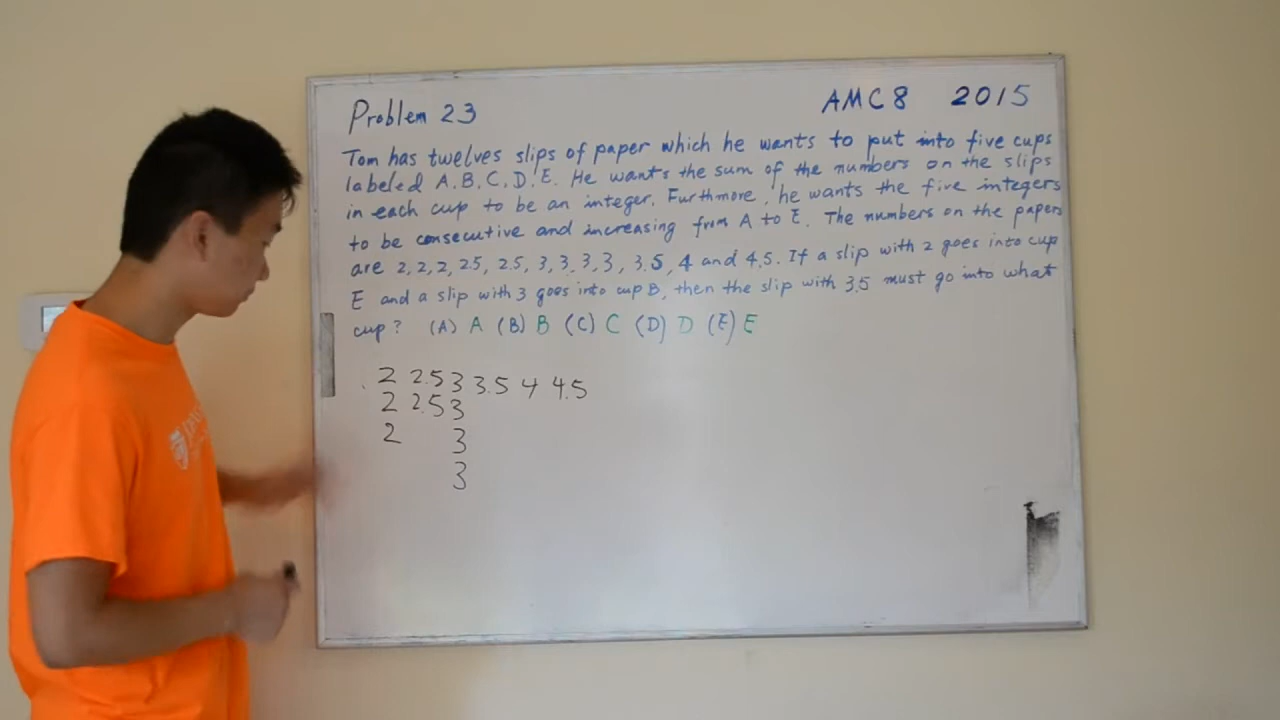 Problem 23
AMC8 2015
Tom has twelves slips of paper which he wants to put into five cups
labeled A.B,C,D,E. He wants the sum of the numbers on the slips
in each cup to be an integer. Furthmore, he wants the five integers
to be consecutive and increasing from A to E. The numbers on the papers
are 2,2,2,2.5,2.5,3,3,3,3,3.5,4 and 4.5. If a slip with 2 goes into cup
E and a slip with 3 goes into cup B, then the slip with 3.5 must go into what
cup? (A) A (B) B (C) C (D) D (E) E
2 2.5 3 3.5 4 4.5
2 2.5 3
2 3
3